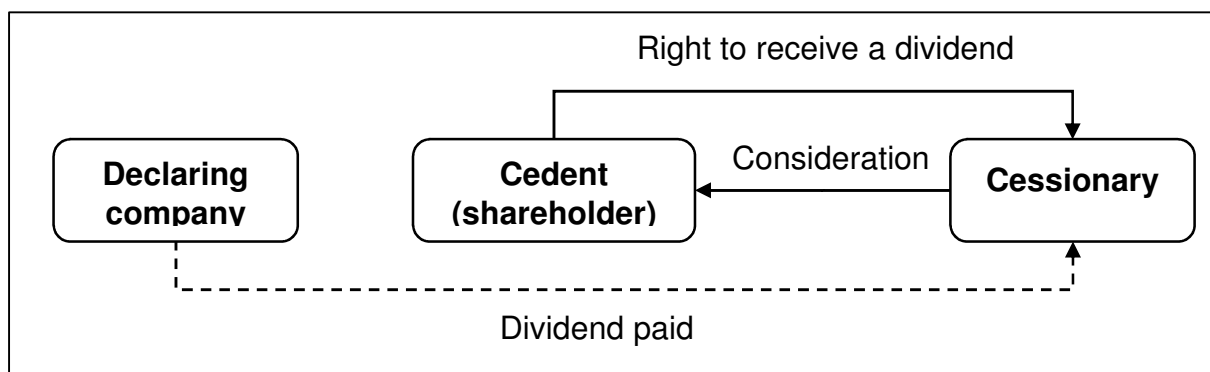 Right to receive a dividend
Declaring
company
Cedent
(shareholder)
Consideration
Cessionary
Dividend paid